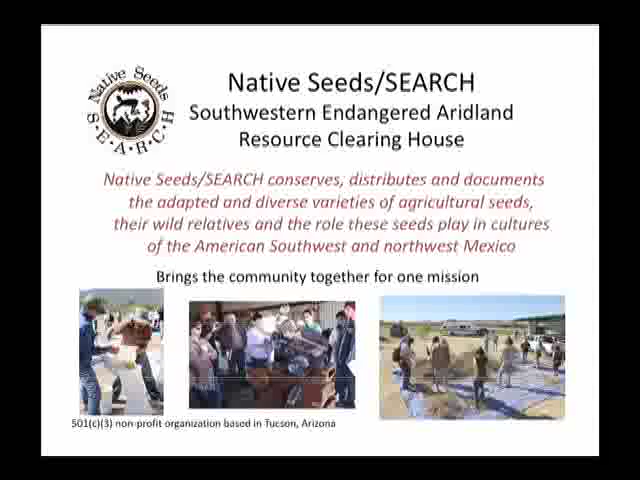 Native Seeds
S•E•A•R•C•H
Native Seeds/SEARCH
Southwestern Endangered Aridland
Resource Clearing House
Native Seeds/SEARCH conserves, distributes and documents
the adapted and diverse varieties of agricultural seeds,
their wild relatives and the role these seeds play in cultures
of the American Southwest and northwest Mexico
Brings the community together for one mission
501(c)(3) non-profit organization based in Tucson, Arizona